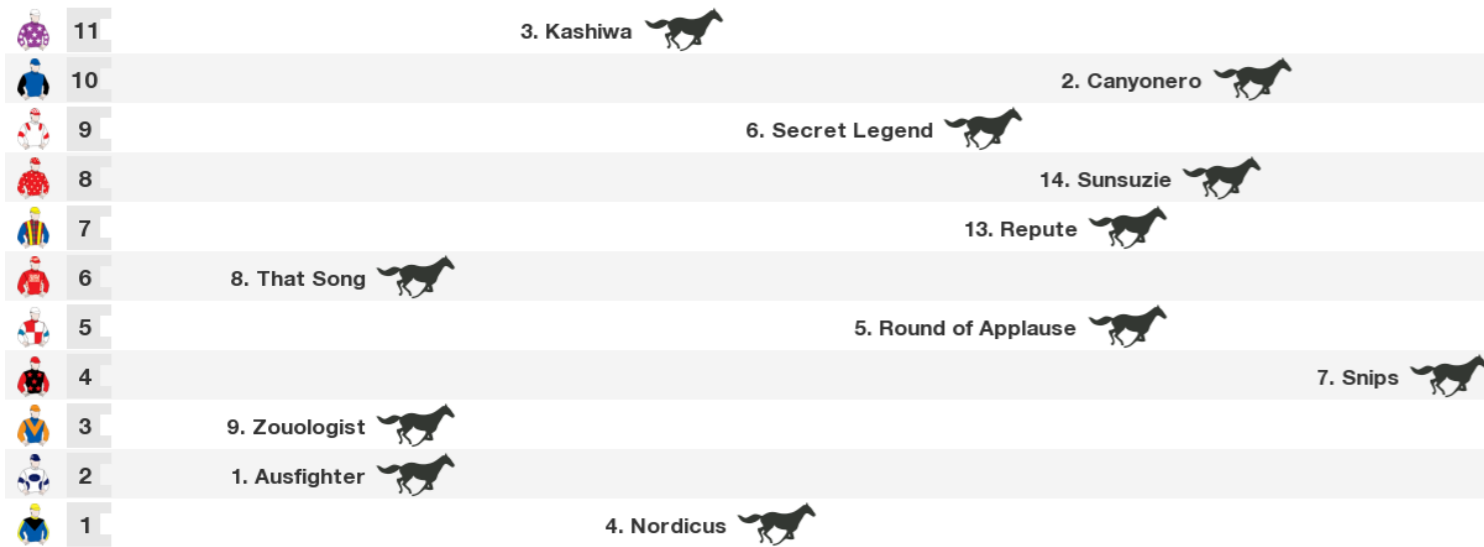 11 3. Kashiwa
10 2. Canyonero
9 6. Secret Legend
8 14. Sunsuzie
7 13. Repute
6 8. That Song
5 5. Round of Applause
4 7. Snips
3 9. Zouologist
2 1. Ausfighter
1 4. Nordicus